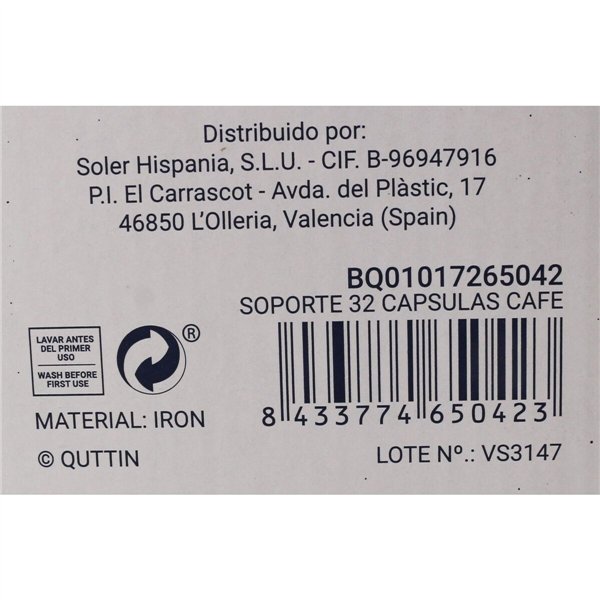 Distribuido por:
Soler Hispania, S.L.U. - CIF. B-96947916
P.I. El Carrascot - Avda. del Plàstic, 17
46850 L'Olleria, Valencia (Spain)
BQ01017265042
SOPORTE 32 CAPSULAS CAFE
LAVAR ANTES
DEL PRIMER
USO
WASH BEFORE
FIRST USE
®
8 433774 650423
MATERIAL: IRON
© QUTTIN
LOTE Nº.: VS3147